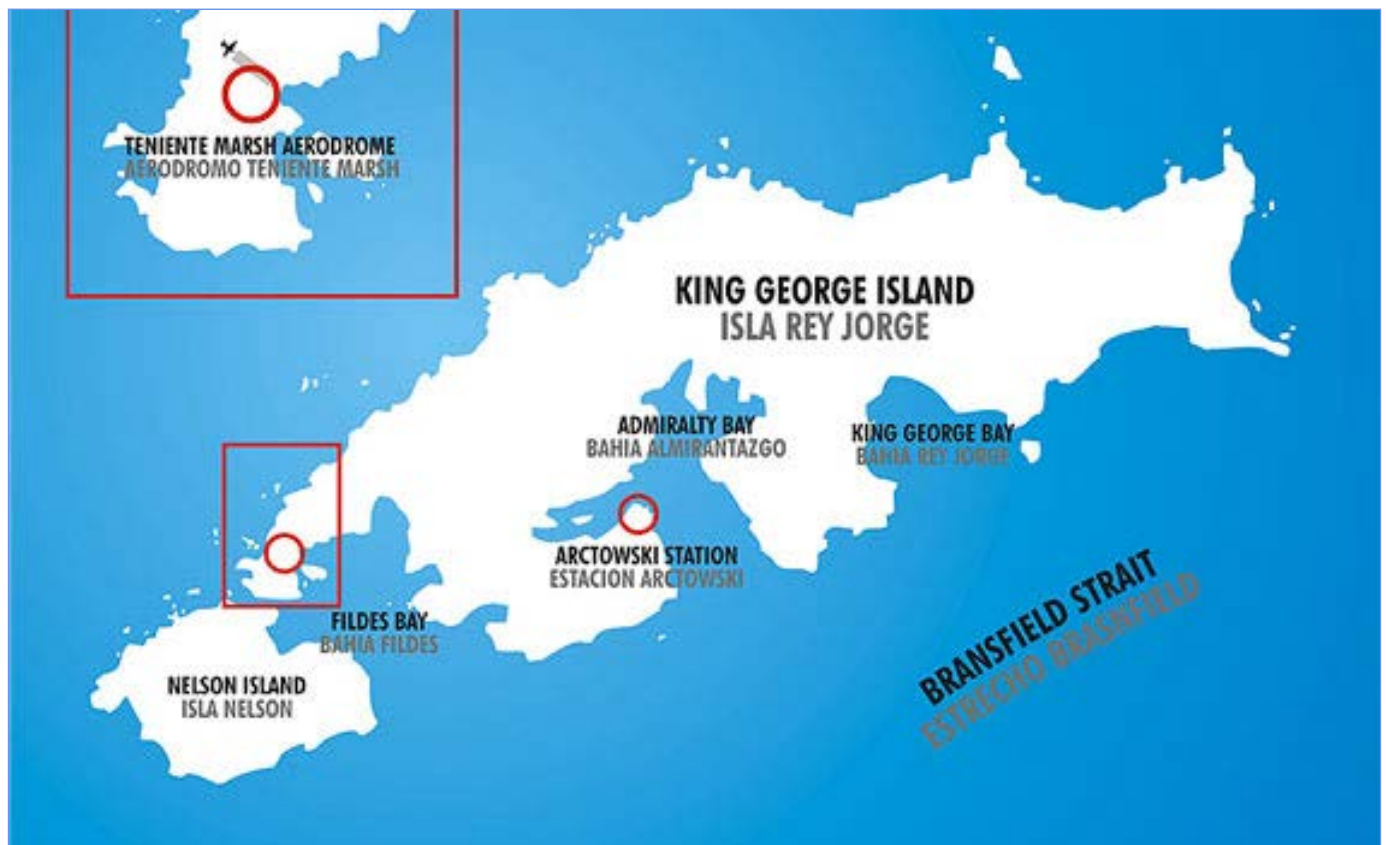 TENIENTE MARSH AERODROME
AERODROMO TENIENTE MARSH
KING GEORGE ISLAND
ISLA REY JORGE
ADMIRALTY BAY
BAHIA ALMIRANTAZGO
KING GEORGE BAY
BAHIA REY JORGE
ARCTOWSKI STATION
ESTACION ARCTOWSKI
FILDES BAY
BAHIA FILDES
NELSON ISLAND
ISLA NELSON
BRANSFIELD STRAIT
ESTRECHO BRASNFIELD